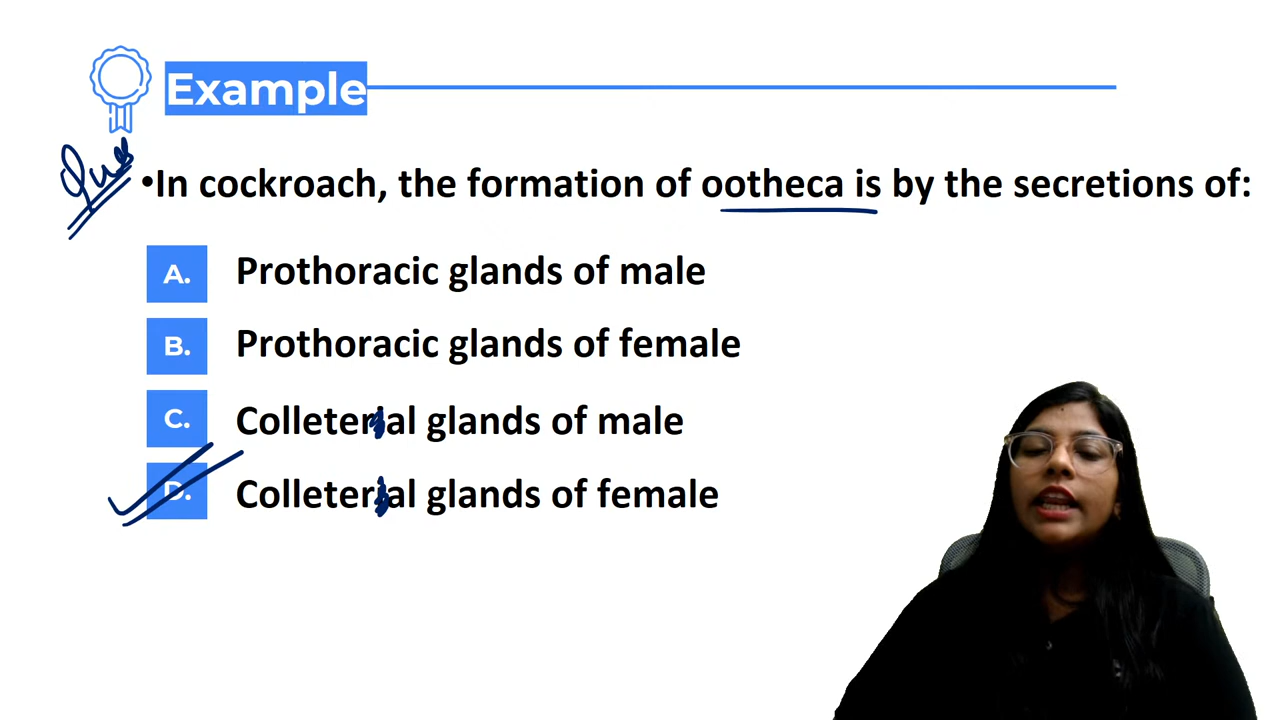 Example
Ques
•In cockroach, the formation of ootheca is by the secretions of:
A. Prothoracic glands of male
B. Prothoracic glands of female
C. Colleterial glands of male
D. Colleterial glands of female